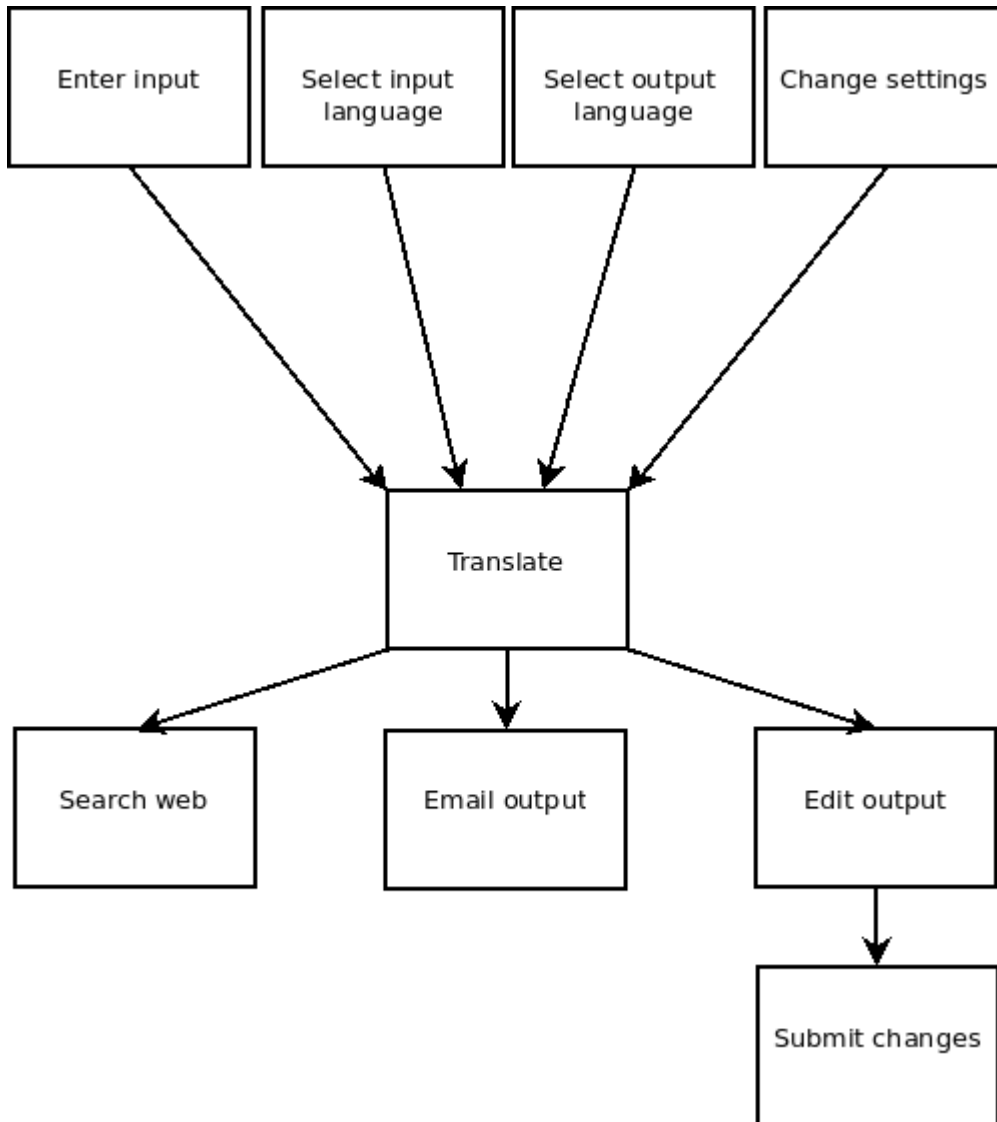 Enter input
Select input
language
Select output
language
Change settings
Translate
Search web
Email output
Edit output
Submit changes